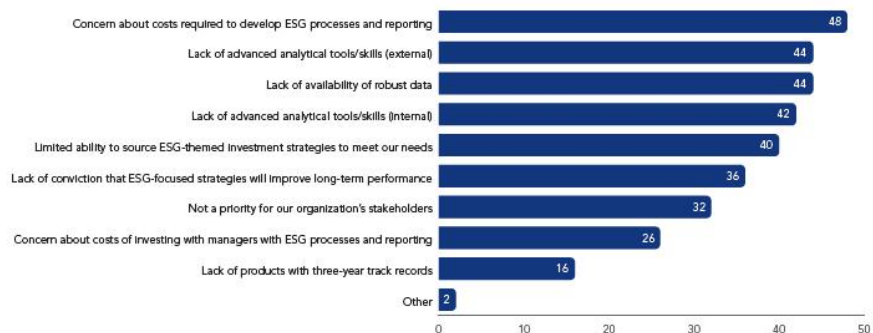 Concern about costs required to develop ESG processes and reporting 48
Lack of advanced analytical tools/skills (external) 44
Lack of availability of robust data 44
Lack of advanced analytical tools/skills (internal) 42
Limited ability to source ESG-themed investment strategies to meet our needs 40
Lack of conviction that ESG-focused strategies will improve long-term performance 36
Not a priority for our organization's stakeholders 32
Concern about costs of investing with managers with ESG processes and reporting 26
Lack of products with three-year track records 16
Other 2
0 10 20 30 40 50